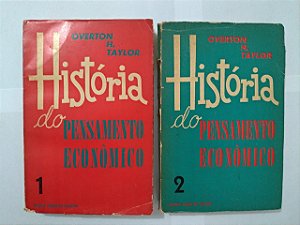 OVERTON
H.
TAYLOR
História
do
PENSAMENTO
ECONÔMICO
1
OVERTON
H.
TAYLOR
História
do
PENSAMENTO
ECONÔMICO
2